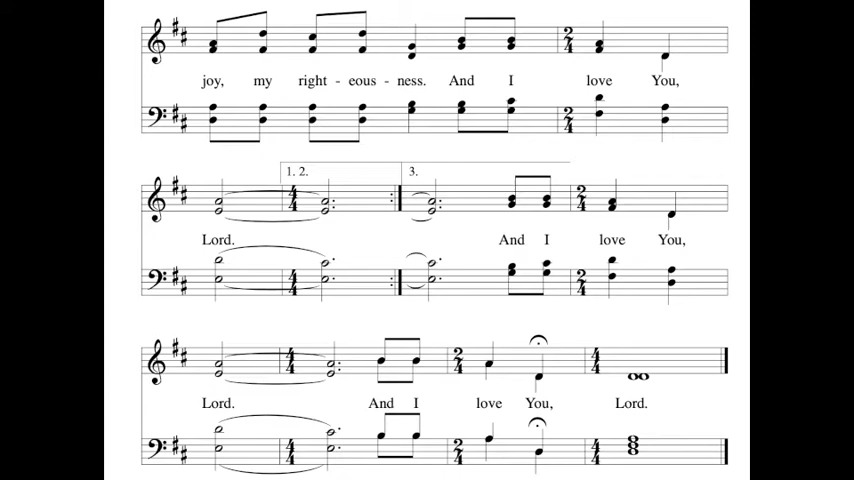 joy, my right - eous - ness. And I love You,
1. 2. 3.
Lord. And I love You,
Lord. And I love You, Lord.